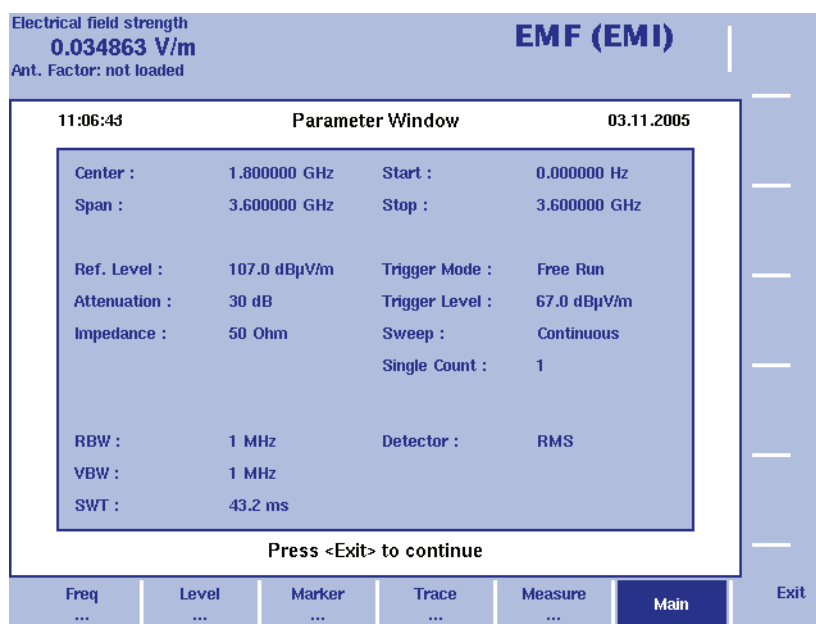 Electrical field strength
0.034863 V/m
Ant. Factor: not loaded
EMF (EMI)
11:06:43 Parameter Window 03.11.2005
Center : 1.800000 GHz Start : 0.000000 Hz
Span : 3.600000 GHz Stop : 3.600000 GHz
Ref. Level : 107.0 dBµV/m Trigger Mode : Free Run
Attenuation : 30 dB Trigger Level : 67.0 dBµV/m
Impedance : 50 Ohm Sweep : Continuous
Single Count : 1
RBW : 1 MHz Detector : RMS
VBW : 1 MHz
SWT : 43.2 ms
Press <Exit> to continue
Freq Level Marker Trace Measure Main Exit
... ... ... ... ...